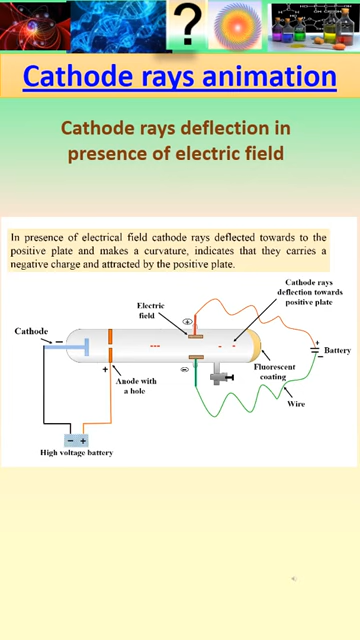 ?
Cathode rays animation
Cathode rays deflection in
presence of electric field
In presence of electrical field cathode rays deflected towards to the
positive plate and makes a curvature, indicates that they carries a
negative charge and attracted by the positive plate.
Cathode rays
deflection towards
positive plate
Electric
field
+
Cathode
−
+
Battery
−
---
- -
−
Fluorescent
coating
+
Anode with
a hole
Wire
− +
High voltage battery